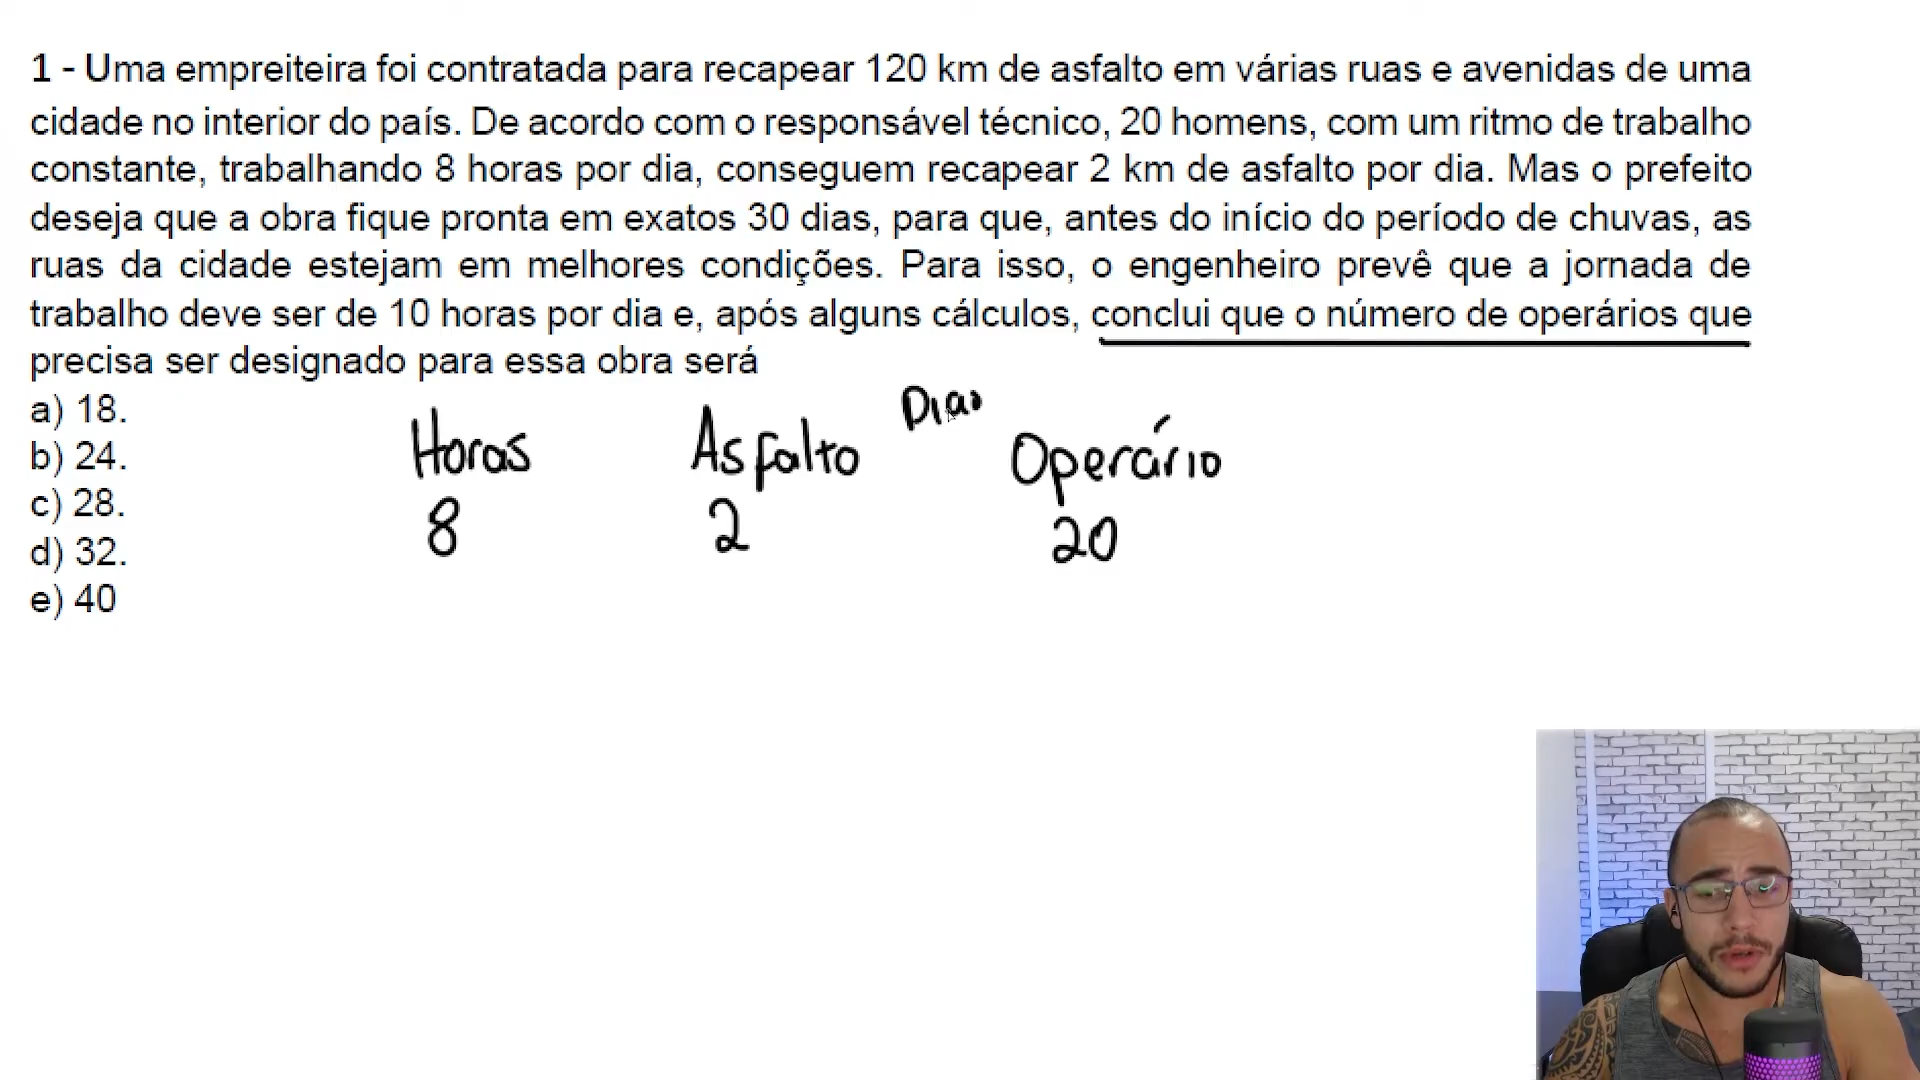 1 - Uma empreiteira foi contratada para recapear 120 km de asfalto em várias ruas e avenidas de uma
cidade no interior do país. De acordo com o responsável técnico, 20 homens, com um ritmo de trabalho
constante, trabalhando 8 horas por dia, conseguem recapear 2 km de asfalto por dia. Mas o prefeito
deseja que a obra fique pronta em exatos 30 dias, para que, antes do início do período de chuvas, as
ruas da cidade estejam em melhores condições. Para isso, o engenheiro prevê que a jornada de
trabalho deve ser de 10 horas por dia e, após alguns cálculos, conclui que o número de operários que
precisa ser designado para essa obra será
a) 18.
b) 24.
c) 28.
d) 32.
e) 40
Horas Asfalto Dias Operário
8 2 20